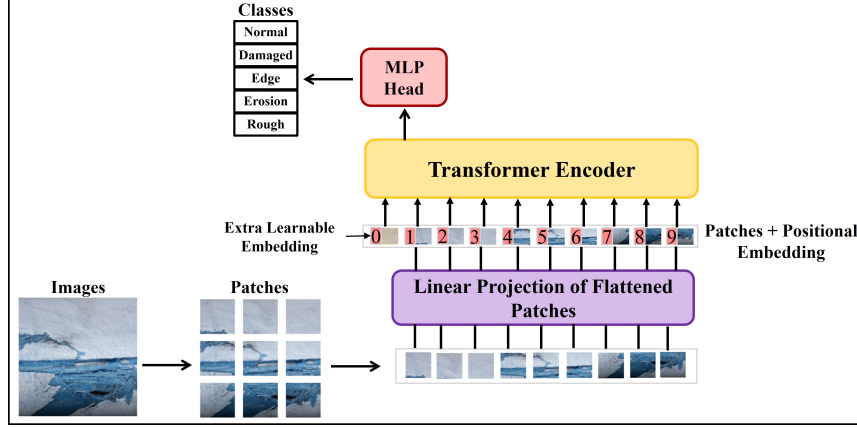 Classes
Normal
Damaged
Edge
Erosion
Rough
MLP
Head
Transformer Encoder
Extra Learnable
Embedding
0 1 2 3 4 5 6 7 8 9
Patches + Positional
Embedding
Linear Projection of Flattened
Patches
Images
Patches